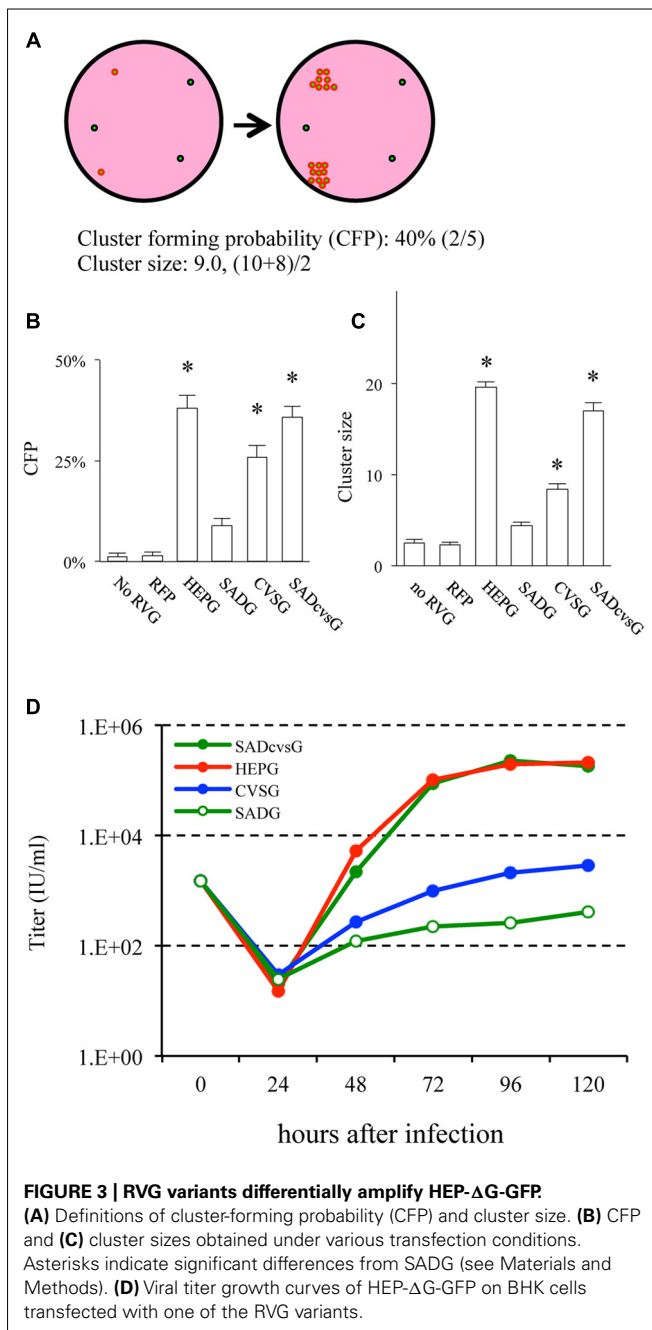 A
Cluster forming probability (CFP): 40% (2/5)
Cluster size: 9.0, (10+8)/2
B
50%
25%
0%
CFP
*
*
*
No RVG
RFP
HEPG
SADG
CVSG
SADcvsG
C
20
10
0
Cluster size
*
*
*
no RVG
RFP
HEPG
SADG
CVSG
SADcvsG
D
1.E+06
1.E+04
1.E+02
1.E+00
Titer (IU/ml)
SADcvsG
HEPG
CVSG
SADG
0 24 48 72 96 120
hours after infection
FIGURE 3 | RVG variants differentially amplify HEP-ΔG-GFP.
(A) Definitions of cluster-forming probability (CFP) and cluster size. (B) CFP
and (C) cluster sizes obtained under various transfection conditions.
Asterisks indicate significant differences from SADG (see Materials and
Methods). (D) Viral titer growth curves of HEP-ΔG-GFP on BHK cells
transfected with one of the RVG variants.